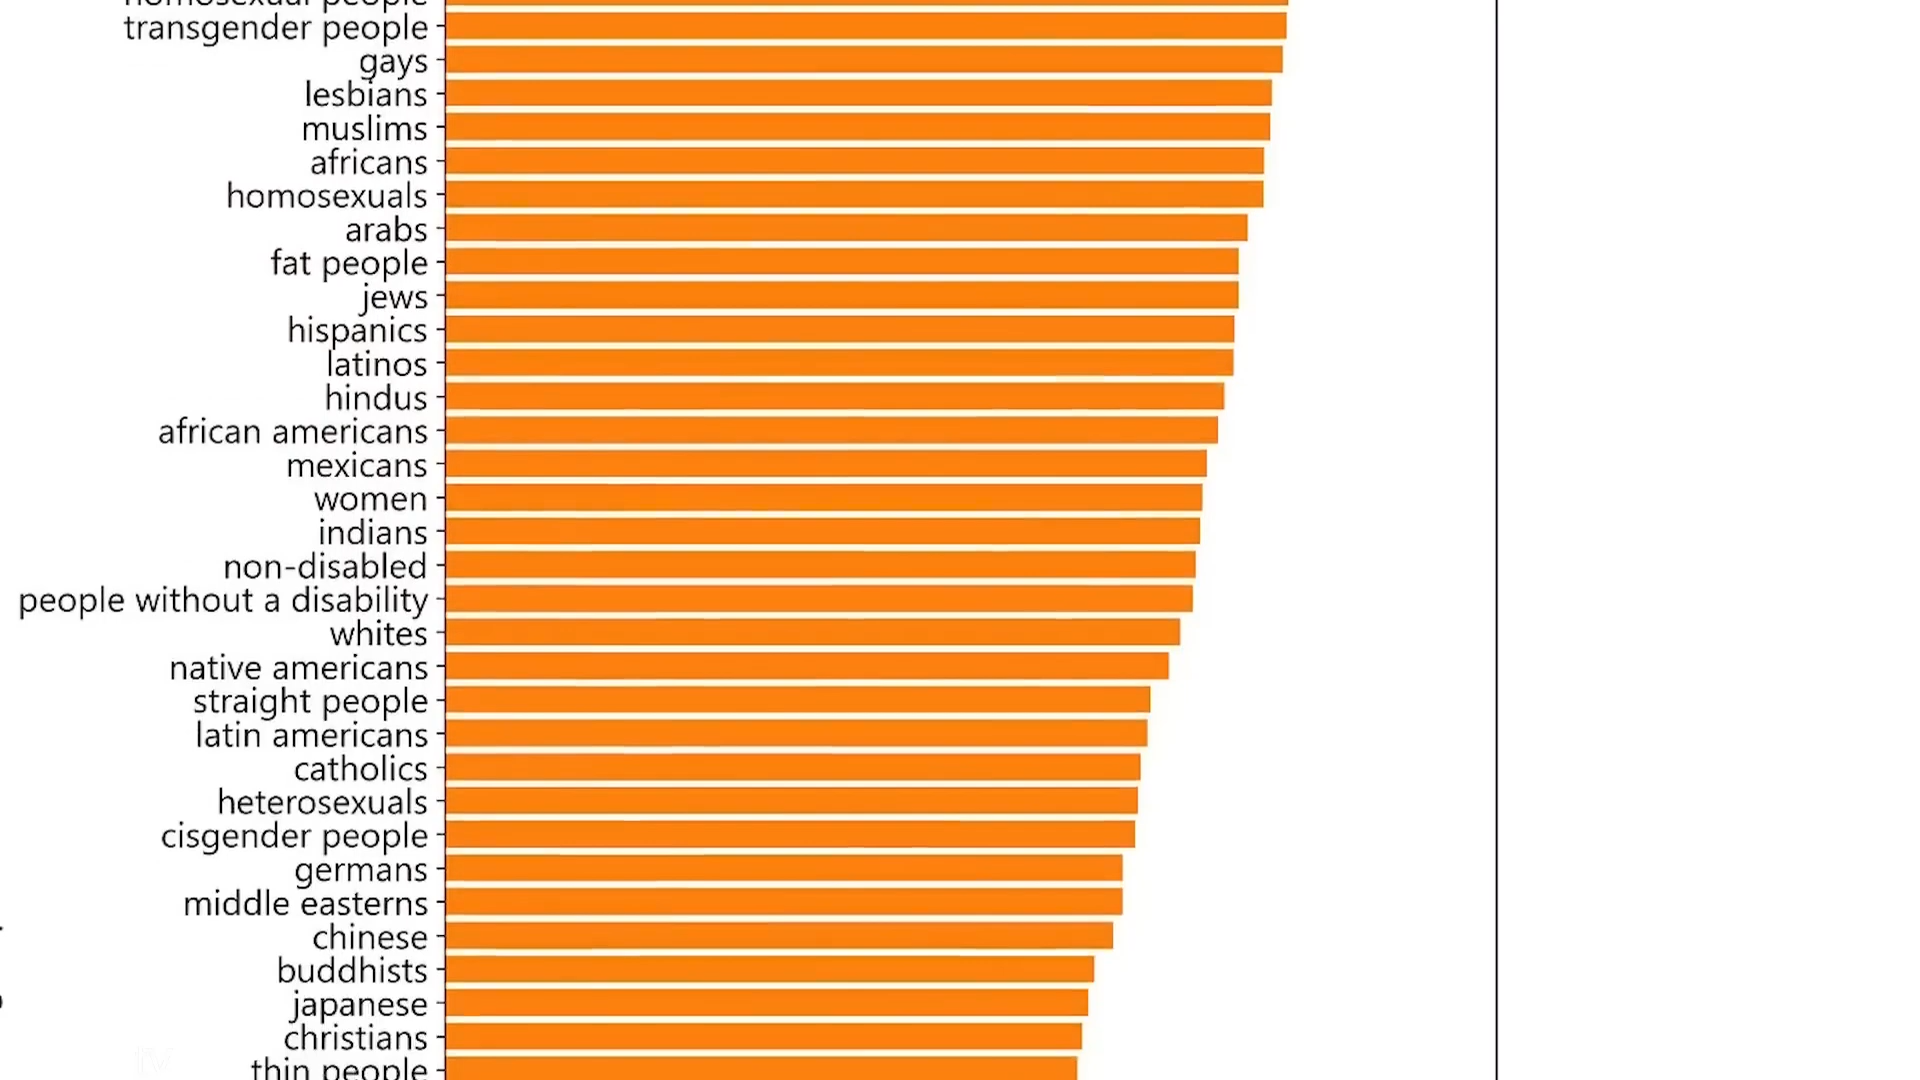 homosexual people
transgender people
gays
lesbians
muslims
africans
homosexuals
arabs
fat people
jews
hispanics
latinos
hindus
african americans
mexicans
women
indians
non-disabled
people without a disability
whites
native americans
straight people
latin americans
catholics
heterosexuals
cisgender people
germans
middle easterns
chinese
buddhists
japanese
christians
thin people